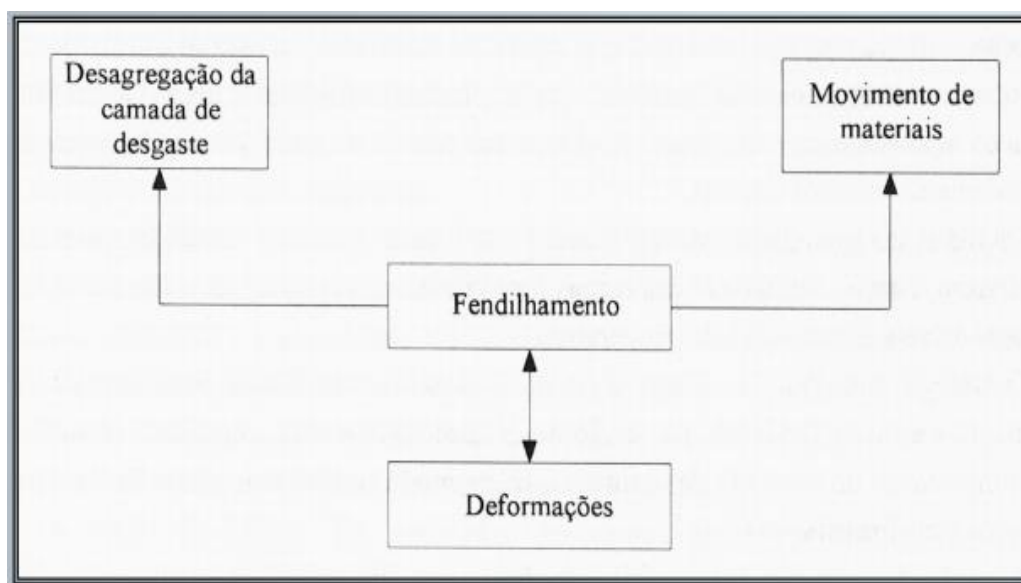 Desagregação da
camada de
desgaste
Movimento de
materiais
Fendilhamento
Deformações